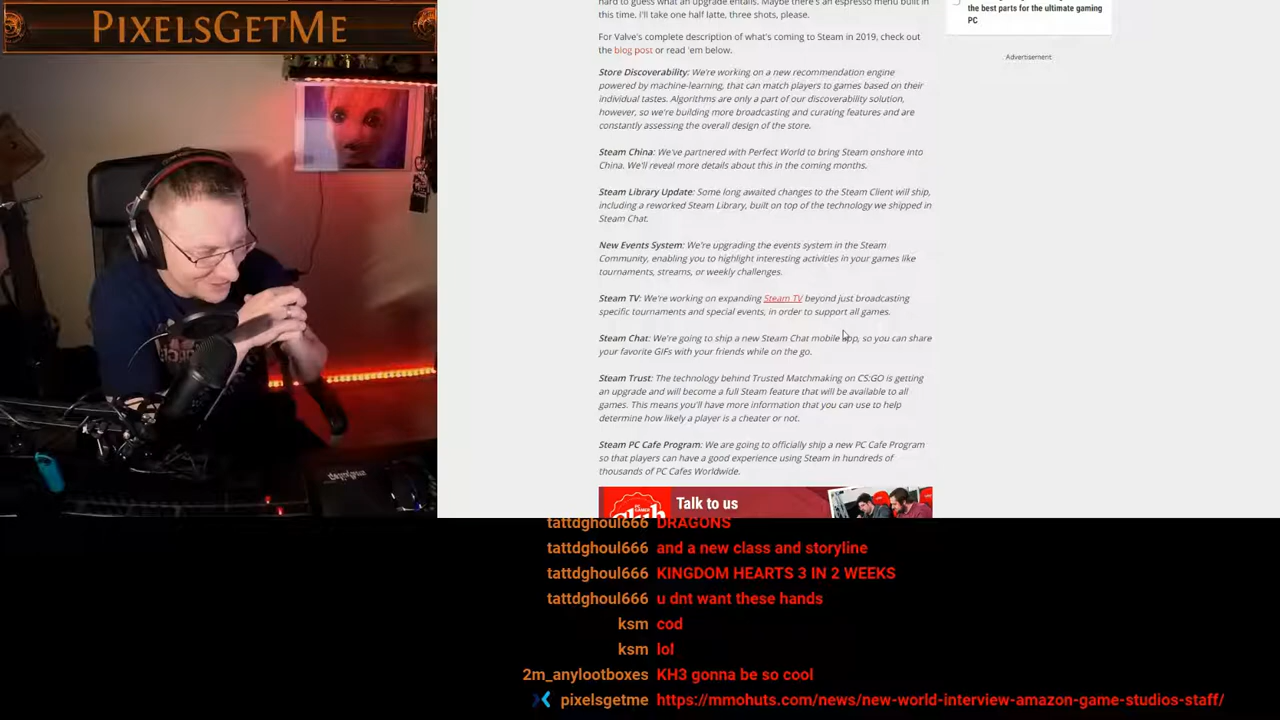 PIXELSGETME
this time. I'll take one half latte, three shots, please.
For Valve's complete description of what's coming to Steam in 2019, check out
the blog post or read 'em below.
Store Discoverability: We're working on a new recommendation engine
powered by machine-learning, that can match players to games based on their
individual tastes. Algorithms are only a part of our discoverability solution,
however, so we're building more broadcasting and curating features and are
constantly assessing the overall design of the store.
Steam China: We've partnered with Perfect World to bring Steam onshore into
China. We'll reveal more details about this in the coming months.
Steam Library Update: Some long awaited changes to the Steam Client will ship,
including a reworked Steam Library, built on top of the technology we shipped in
Steam Chat.
New Events System: We're upgrading the events system in the Steam
Community, enabling you to highlight interesting activities in your games like
tournaments, streams, or weekly challenges.
Steam TV: We're working on expanding Steam TV beyond just broadcasting
specific tournaments and special events, in order to support all games.
Steam Chat: We're going to ship a new Steam Chat mobile app, so you can share
your favorite GIFs with your friends while on the go.
Steam Trust: The technology behind Trusted Matchmaking on CS:GO is getting
an upgrade and will become a full Steam feature that will be available to all
games. This means you'll have more information that you can use to help
determine how likely a player is a cheater or not.
Steam PC Cafe Program: We are going to officially ship a new PC Cafe Program
so that players can have a good experience using Steam in hundreds of
thousands of PC Cafes Worldwide.
Talk to us
the best parts for the ultimate gaming
PC
Advertisement
tattdghoul666 DRAGONS
tattdghoul666 and a new class and storyline
tattdghoul666 KINGDOM HEARTS 3 IN 2 WEEKS
tattdghoul666 u dnt want these hands
ksm cod
ksm lol
2m_anylootboxes KH3 gonna be so cool
pixelsgetme https://mmohuts.com/news/new-world-interview-amazon-game-studios-staff/